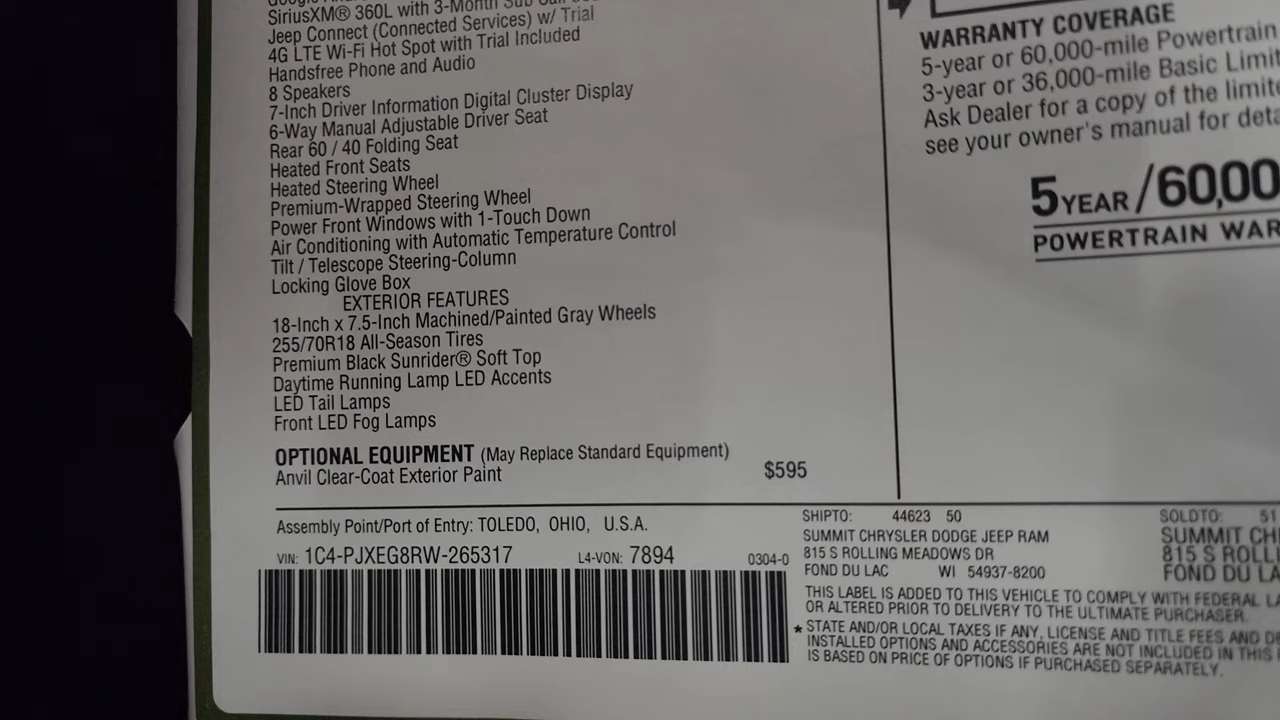 SiriusXM® 360L with 3-Month Sub
Jeep Connect (Connected Services) w/ Trial
4G LTE Wi-Fi Hot Spot with Trial Included
Handsfree Phone and Audio
8 Speakers
7-Inch Driver Information Digital Cluster Display
6-Way Manual Adjustable Driver Seat
Rear 60 / 40 Folding Seat
Heated Front Seats
Heated Steering Wheel
Premium-Wrapped Steering Wheel
Power Front Windows with 1-Touch Down
Air Conditioning with Automatic Temperature Control
Tilt / Telescope Steering-Column
Locking Glove Box
EXTERIOR FEATURES
18-Inch x 7.5-Inch Machined/Painted Gray Wheels
255/70R18 All-Season Tires
Premium Black Sunrider® Soft Top
Daytime Running Lamp LED Accents
LED Tail Lamps
Front LED Fog Lamps
OPTIONAL EQUIPMENT (May Replace Standard Equipment)
Anvil Clear-Coat Exterior Paint $595
Assembly Point/Port of Entry: TOLEDO, OHIO, U.S.A.
VIN: 1C4-PJXEG8RW-265317 L4-VON: 7894 0304-0
WARRANTY COVERAGE
5-year or 60,000-mile Powertrain
3-year or 36,000-mile Basic Limit
Ask Dealer for a copy of the limite
see your owner's manual for deta
5YEAR/60,00
POWERTRAIN WAR
SHIPTO: 44623 50
SUMMIT CHRYSLER DODGE JEEP RAM
815 S ROLLING MEADOWS DR
FOND DU LAC WI 54937-8200
SOLDTO: 51
SUMMIT CH
815 S ROLLI
FOND DU LA
THIS LABEL IS ADDED TO THIS VEHICLE TO COMPLY WITH FEDERAL LA
OR ALTERED PRIOR TO DELIVERY TO THE ULTIMATE PURCHASER.
* STATE AND/OR LOCAL TAXES IF ANY, LICENSE AND TITLE FEES AND DE
INSTALLED OPTIONS AND ACCESSORIES ARE NOT INCLUDED IN THIS
IS BASED ON PRICE OF OPTIONS IF PURCHASED SEPARATELY.